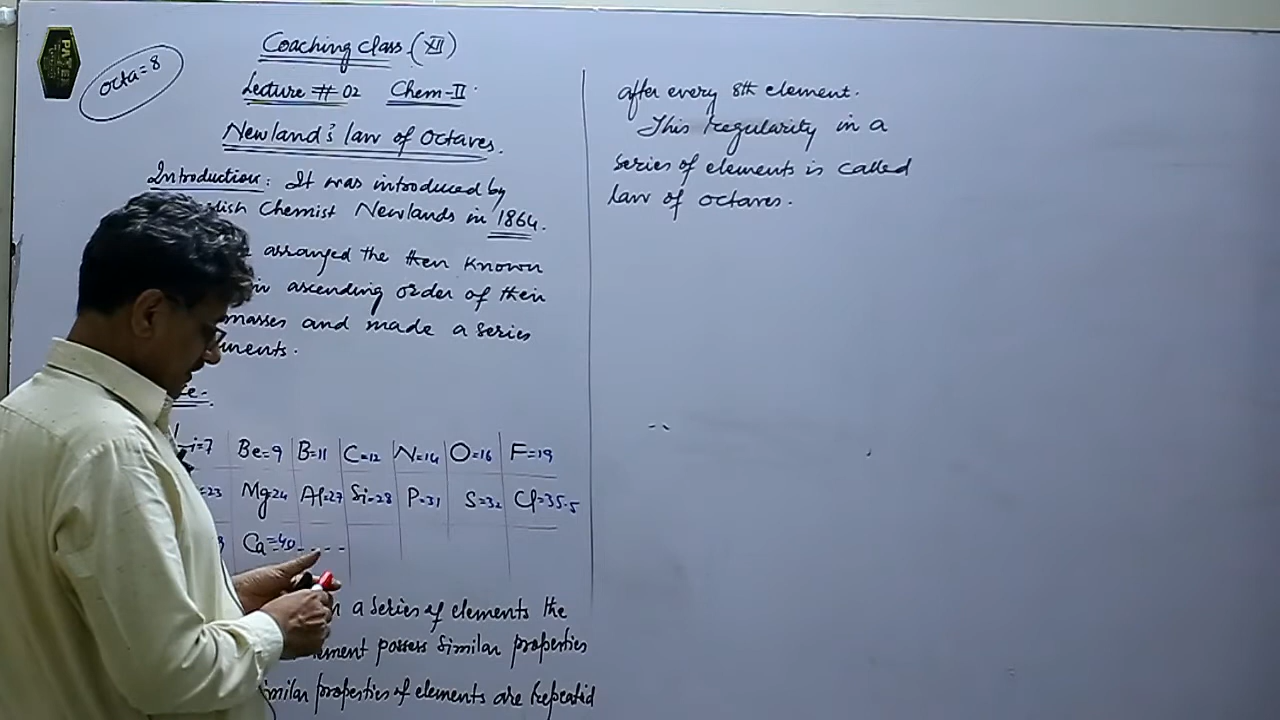 PATEL
octa=8
Coaching class (XII)
Lecture # 02 Chem-II
Newland's law of Octaves.
Introduction: It was introduced by
Chemist Newlands in 1864.
arranged the then known
in ascending order of their
masses and made a series
=7 Be=9 B=11 C=12 N=14 O=16 F=19
=23 Mg=24 Al=27 Si=28 P=31 S=32 Cl=35.5
Ca=40 - - - -
a series of elements the
possess similar properties
properties of elements are repeated
after every 8th element.
This regularity in a
series of elements is called
law of octaves.